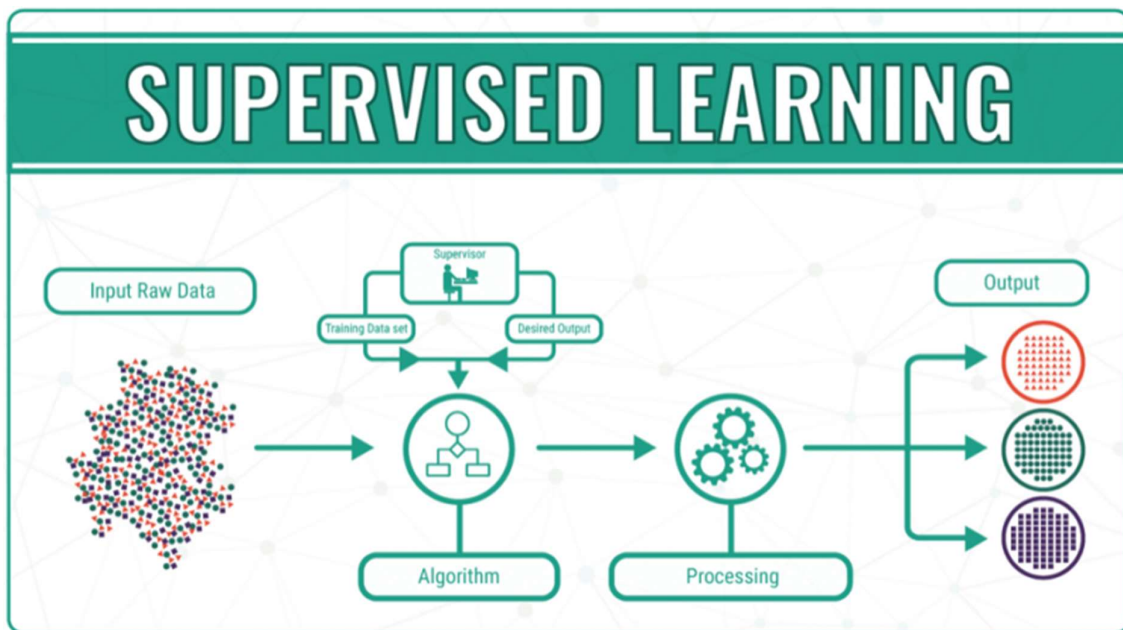 SUPERVISED LEARNING
Supervisor
Input Raw Data
Output
Training Data set
Desired Output
Algorithm
Processing